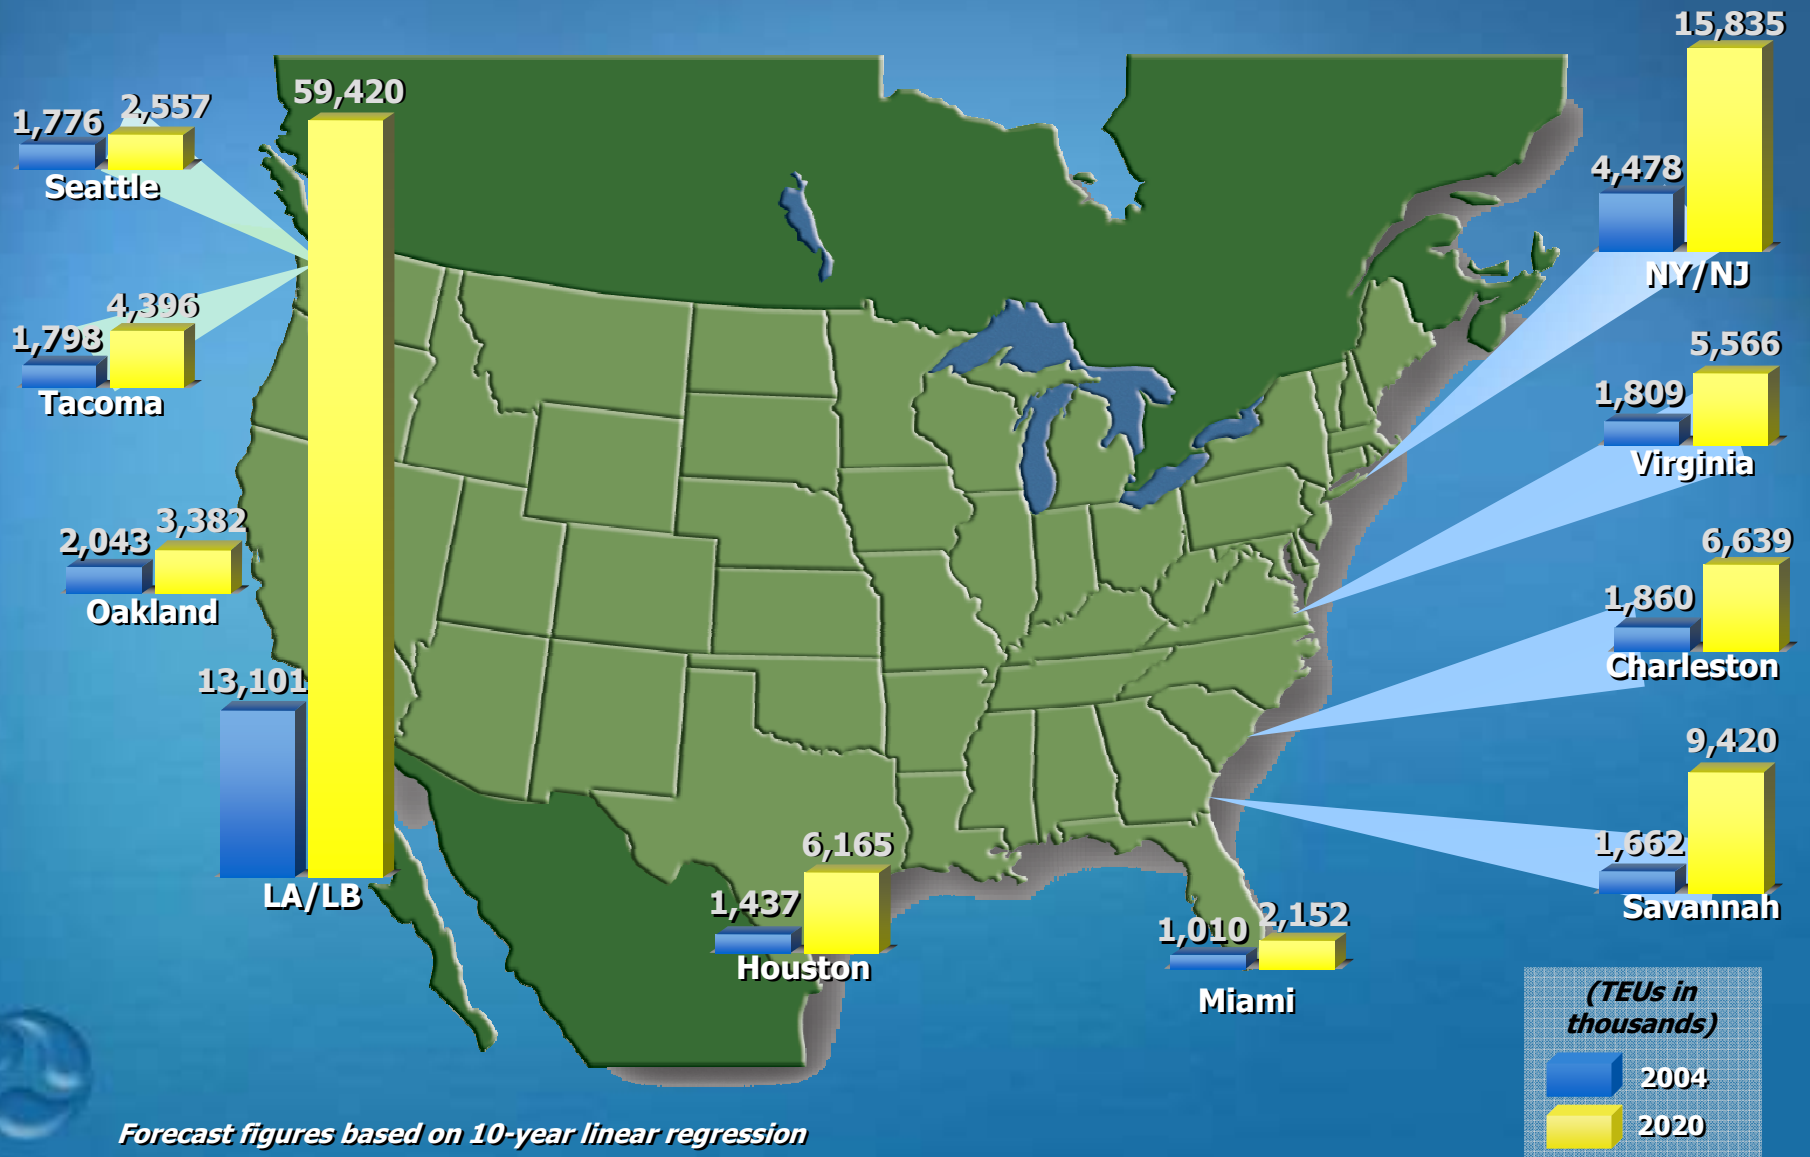 15,835
59,420
2,557
1,776
4,478
Seattle
NY/NJ
4,396
1,798
5,566
1,809
Tacoma
Virginia
3,382
2,043
6,639
1,860
Oakland
Charleston
13,101
9,420
6,165
1,662
LA/LB
1,437
2,152
1,010
Savannah
Houston
Miami
(TEUs in
thousands)
2004
2020
Forecast figures based on 10-year linear regression